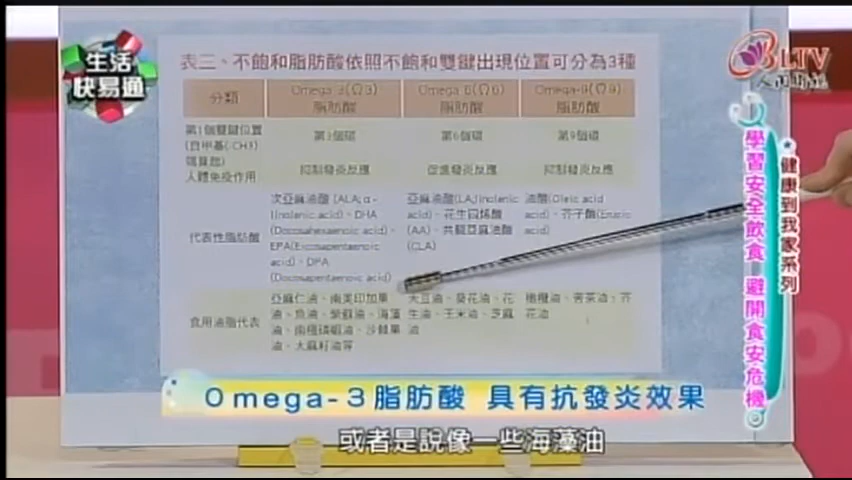 生活
快易通
BLTV
人間衛視
表三、不飽和脂肪酸依照不飽和雙鍵出現位置可分為3種
分類
Omega-3(Ω3)
脂肪酸
Omega-6(Ω6)
脂肪酸
Omega-9(Ω9)
脂肪酸
第1個雙鍵位置
(自甲基(-CH3)
端算起)
第3個碳
第6個碳
第9個碳
人體免疫作用
抑制發炎反應
促進發炎反應
抑制發炎反應
代表性脂肪酸
次亞麻油酸 (ALA;α-
linolenic acid)、DHA
(Docosahexaenoic acid)、
EPA(Eicosapentaenoic
acid)、DPA
(Docosapentaenoic acid)
亞麻油酸(LA,linolenic
acid)、花生四烯酸
(AA)、共軛亞麻油酸
(CLA)
油酸(Oleic acid
acid)、芥子酸(Erucic
acid)
食用油脂代表
亞麻仁油、南美印加果
油、魚油、紫蘇油、海藻
油、南極磷蝦油、沙棘果
油、大麻籽油等
大豆油、葵花油、花
生油、玉米油、芝麻
油
橄欖油、苦茶油、芥
花油
健康到我家系列
學習安全飲食 避開食安危機
Omega-3脂肪酸 具有抗發炎效果
或者是說像一些海藻油